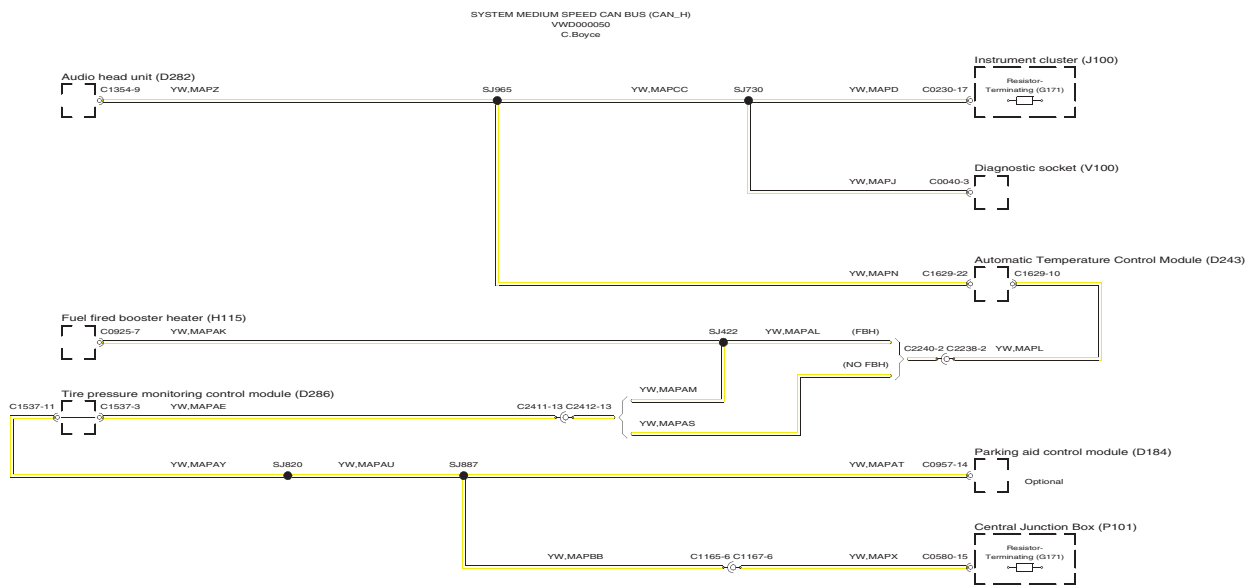 SYSTEM MEDIUM SPEED CAN BUS (CAN_H)
VWD000050
C.Boyce
Audio head unit (D282)
C1354-9
YW,MAPZ
SJ965
YW,MAPCC
SJ730
YW,MAPD
C0230-17
Instrument cluster (J100)
Resistor-
Terminating (G171)
YW,MAPJ
C0040-3
Diagnostic socket (V100)
YW,MAPN
C1629-22
Automatic Temperature Control Module (D243)
C1629-10
Fuel fired booster heater (H115)
C0925-7
YW,MAPAK
SJ422
YW,MAPAL
(FBH)
C2240-2 C2238-2
YW,MAPL
(NO FBH)
YW,MAPAM
YW,MAPAS
Tire pressure monitoring control module (D286)
C1537-11
C1537-3
YW,MAPAE
C2411-13 C2412-13
YW,MAPAY
SJ820
YW,MAPAU
SJ887
YW,MAPAT
C0957-14
Parking aid control module (D184)
Optional
YW,MAPBB
C1165-6 C1167-6
YW,MAPX
C0580-15
Central Junction Box (P101)
Resistor-
Terminating (G171)